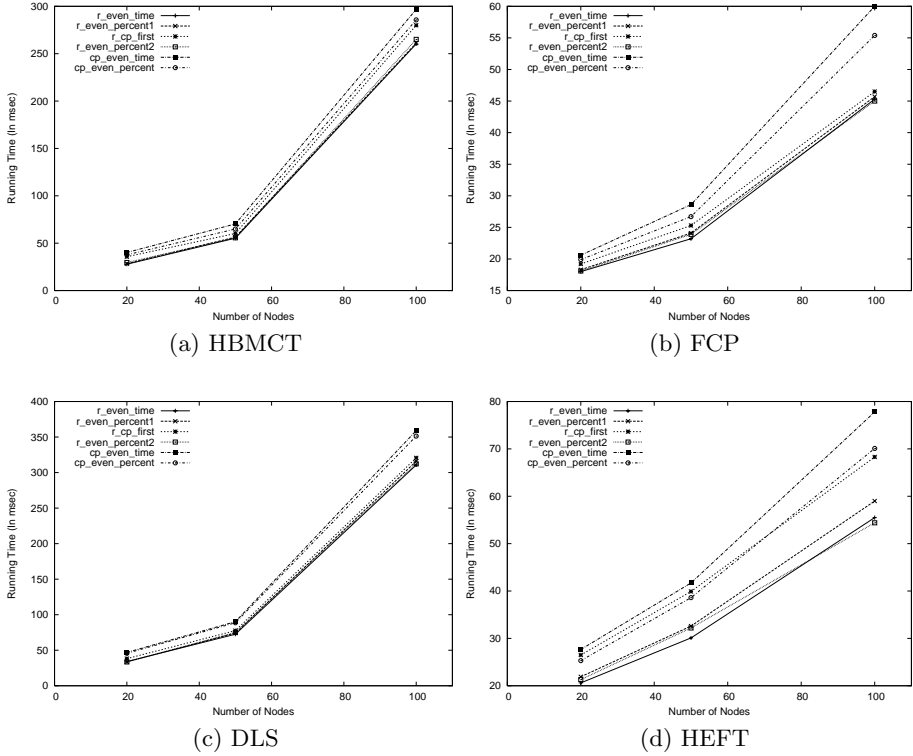 300
250
200
150
100
50
0
0 20 40 60 80 100
Running Time (In msec)
Number of Nodes
r_even_time
r_even_percent1
r_cp_first
r_even_percent2
cp_even_time
cp_even_percent
(a) HBMCT
60
55
50
45
40
35
30
25
20
15
0 20 40 60 80 100
Running Time (In msec)
Number of Nodes
r_even_time
r_even_percent1
r_cp_first
r_even_percent2
cp_even_time
cp_even_percent
(b) FCP
400
350
300
250
200
150
100
50
0
0 20 40 60 80 100
Running Time (In msec)
Number of Nodes
r_even_time
r_even_percent1
r_cp_first
r_even_percent2
cp_even_time
cp_even_percent
(c) DLS
80
70
60
50
40
30
20
0 20 40 60 80 100
Running Time (In msec)
Number of Nodes
r_even_time
r_even_percent1
r_cp_first
r_even_percent2
cp_even_time
cp_even_percent
(d) HEFT